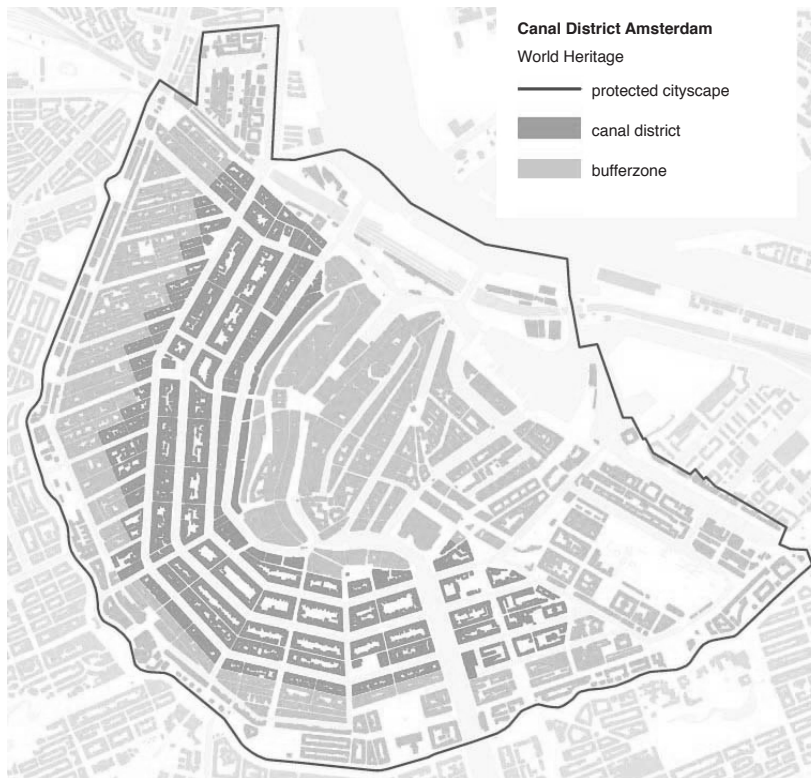 Canal District Amsterdam
World Heritage
protected cityscape
canal district
bufferzone